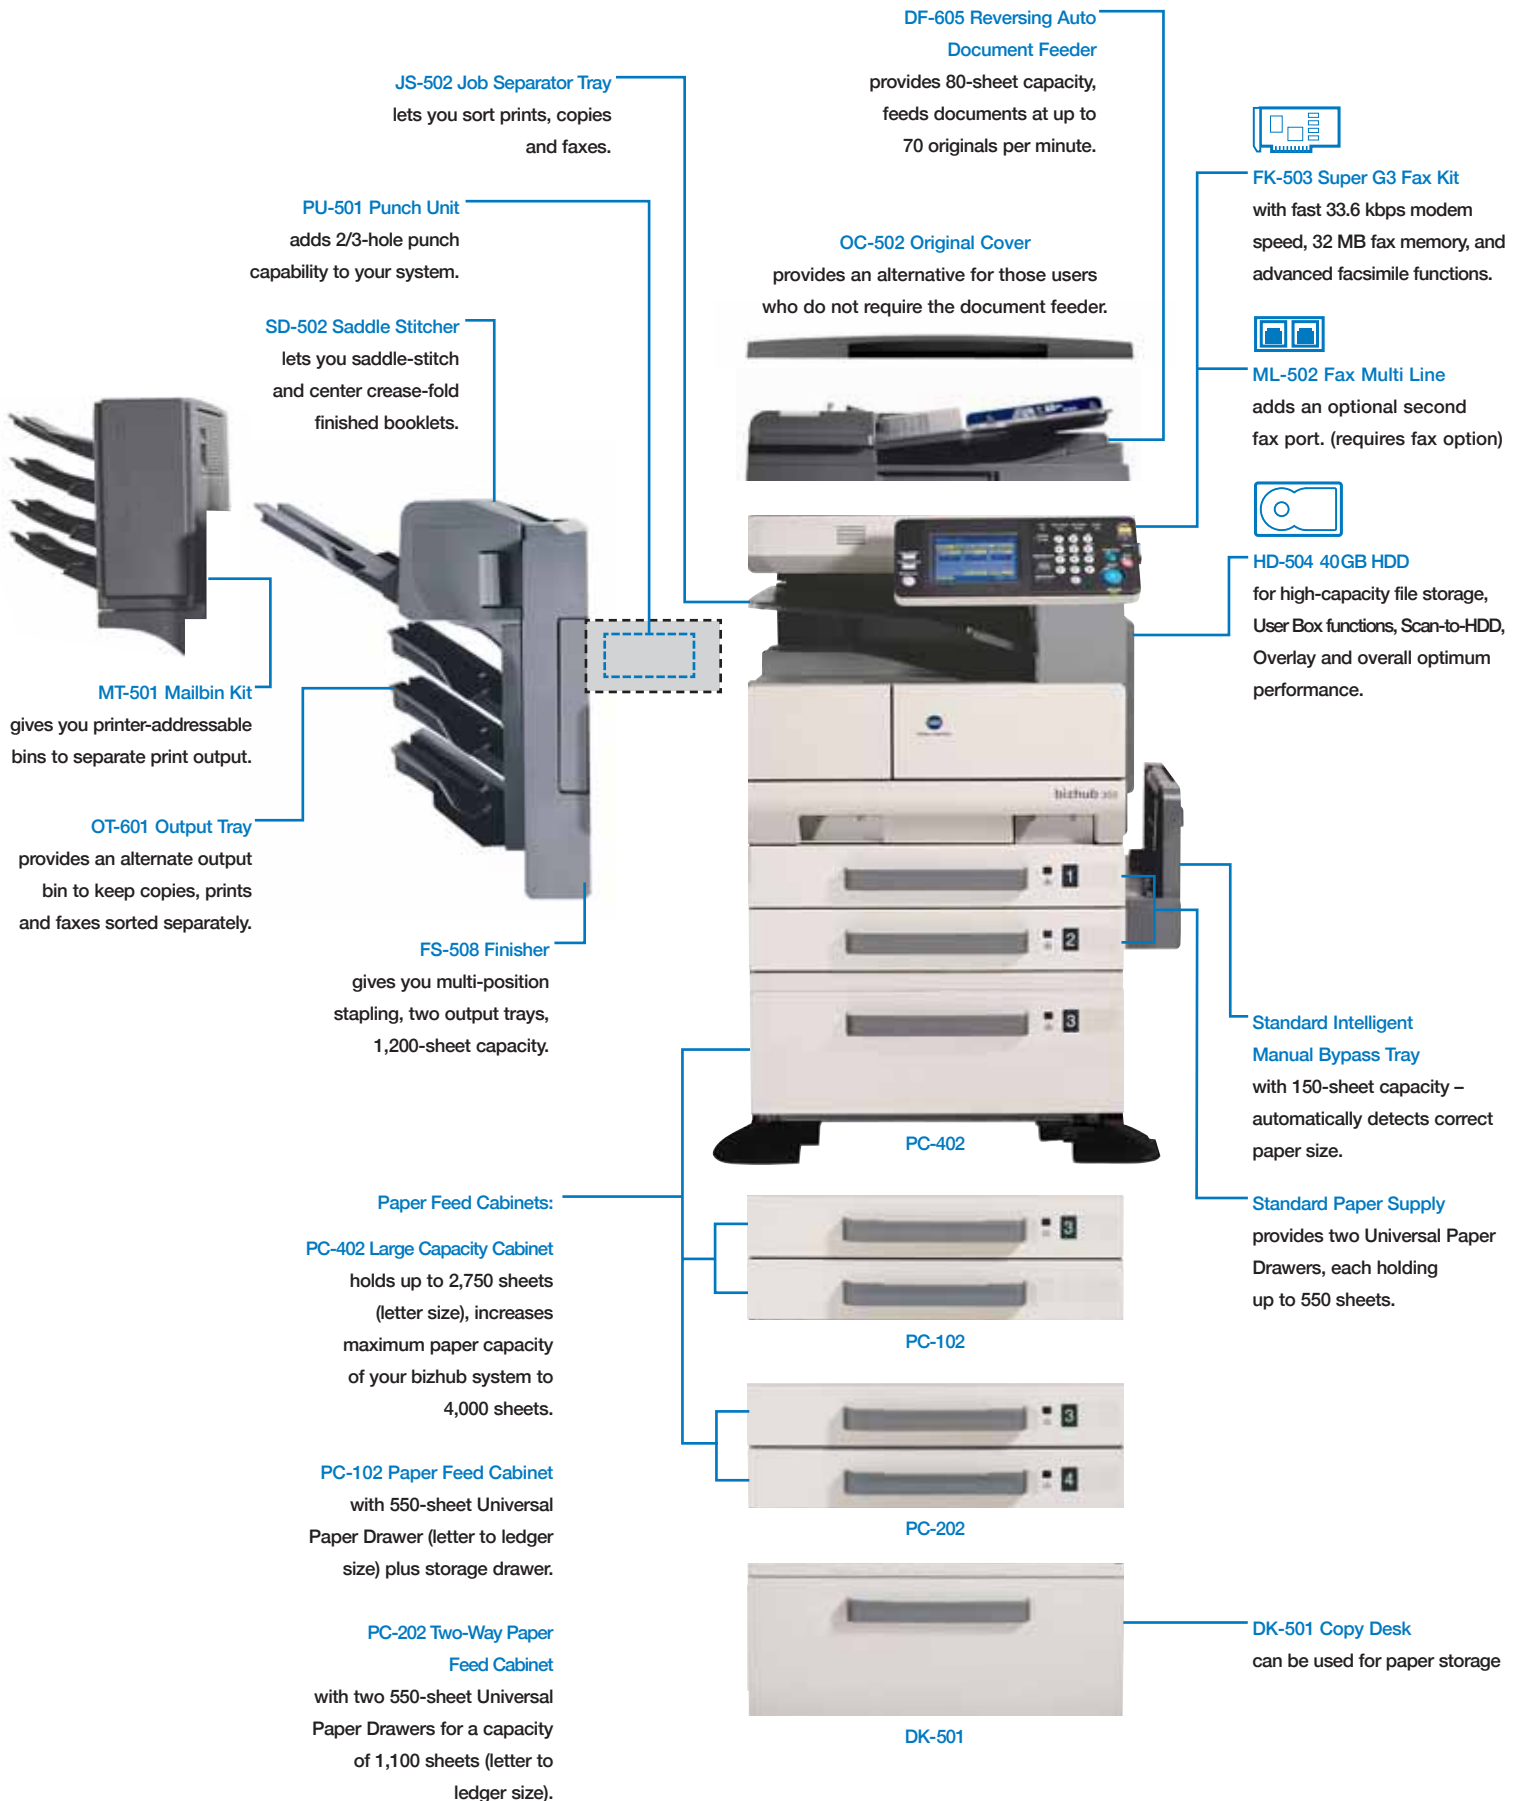 DF-605 Reversing Auto
Document Feeder
provides 80-sheet capacity,
feeds documents at up to
70 originals per minute.
JS-502 Job Separator Tray
lets you sort prints, copies
and faxes.
FK-503 Super G3 Fax Kit
with fast 33.6 kbps modem
speed, 32 MB fax memory, and
advanced facsimile functions.
PU-501 Punch Unit
adds 2/3-hole punch
capability to your system.
OC-502 Original Cover
provides an alternative for those users
who do not require the document feeder.
SD-502 Saddle Stitcher
lets you saddle-stitch
and center crease-fold
finished booklets.
ML-502 Fax Multi Line
adds an optional second
fax port. (requires fax option)
HD-504 40GB HDD
for high-capacity file storage,
User Box functions, Scan-to-HDD,
Overlay and overall optimum
performance.
MT-501 Mailbin Kit
gives you printer-addressable
bins to separate print output.
OT-601 Output Tray
provides an alternate output
bin to keep copies, prints
and faxes sorted separately.
FS-508 Finisher
gives you multi-position
stapling, two output trays,
1,200-sheet capacity.
bizhub
1
2
3
PC-402
Standard Intelligent
Manual Bypass Tray
with 150-sheet capacity –
automatically detects correct
paper size.
Standard Paper Supply
provides two Universal Paper
Drawers, each holding
up to 550 sheets.
Paper Feed Cabinets:
PC-402 Large Capacity Cabinet
holds up to 2,750 sheets
(letter size), increases
maximum paper capacity
of your bizhub system to
4,000 sheets.
3
PC-102
PC-102 Paper Feed Cabinet
with 550-sheet Universal
Paper Drawer (letter to ledger
size) plus storage drawer.
3
4
PC-202
PC-202 Two-Way Paper
Feed Cabinet
with two 550-sheet Universal
Paper Drawers for a capacity
of 1,100 sheets (letter to
ledger size).
DK-501 Copy Desk
can be used for paper storage
DK-501